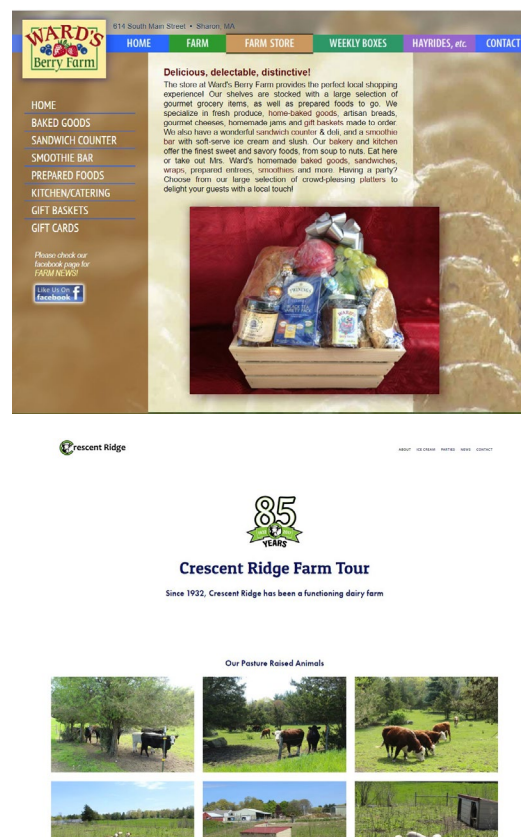 614 South Main Street • Sharon, MA
WARD'S
Berry Farm
HOME
FARM
FARM STORE
WEEKLY BOXES
HAYRIDES, etc.
CONTACT
Delicious, delectable, distinctive!
The store at Ward's Berry Farm provides the perfect local shopping
experience! Our shelves are stocked with a large selection of
gourmet grocery items, as well as prepared foods to go. We
specialize in fresh produce, home-baked goods, artisan breads,
gourmet cheeses, homemade jams and gift baskets made to order.
We also have a wonderful sandwich counter & deli, and a smoothie
bar with soft-serve ice cream and slush. Our bakery and kitchen
offer the finest sweet and savory foods, from soup to nuts. Eat here
or take out Mrs. Ward's homemade baked goods, sandwiches,
wraps, prepared entrees, smoothies and more. Having a party?
Choose from our large selection of crowd-pleasing platters to
delight your guests with a local touch!
HOME
BAKED GOODS
SANDWICH COUNTER
SMOOTHIE BAR
PREPARED FOODS
KITCHEN/CATERING
GIFT BASKETS
GIFT CARDS
Please check our
facebook page for
FARM NEWS!
Like Us On
facebook
Crescent Ridge
ABOUT ICE CREAM PARTIES NEWS CONTACT
85
YEARS
Crescent Ridge Farm Tour
Since 1932, Crescent Ridge has been a functioning dairy farm
Our Pasture Raised Animals